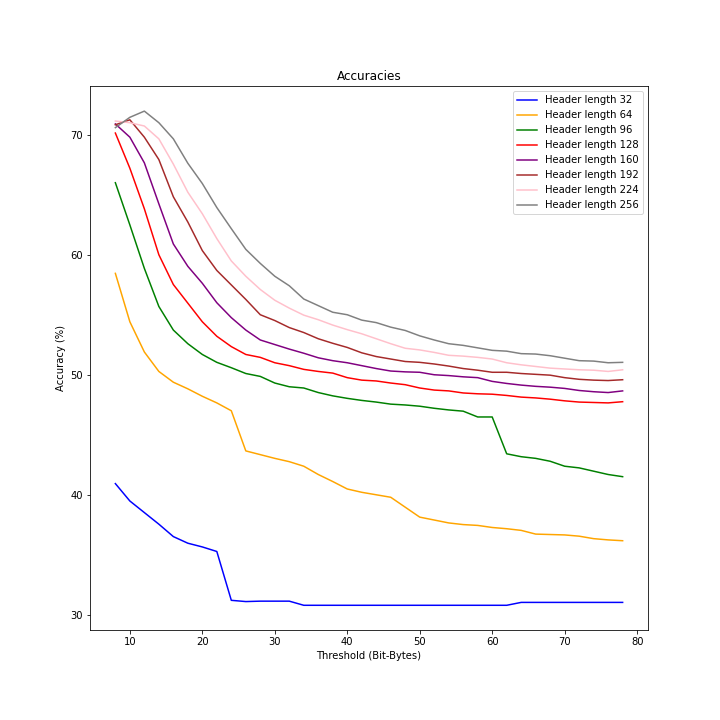 Accuracies
Header length 32
Header length 64
Header length 96
Header length 128
Header length 160
Header length 192
Header length 224
Header length 256
Accuracy (%)
70
60
50
40
30
10 20 30 40 50 60 70 80
Threshold (Bit-Bytes)